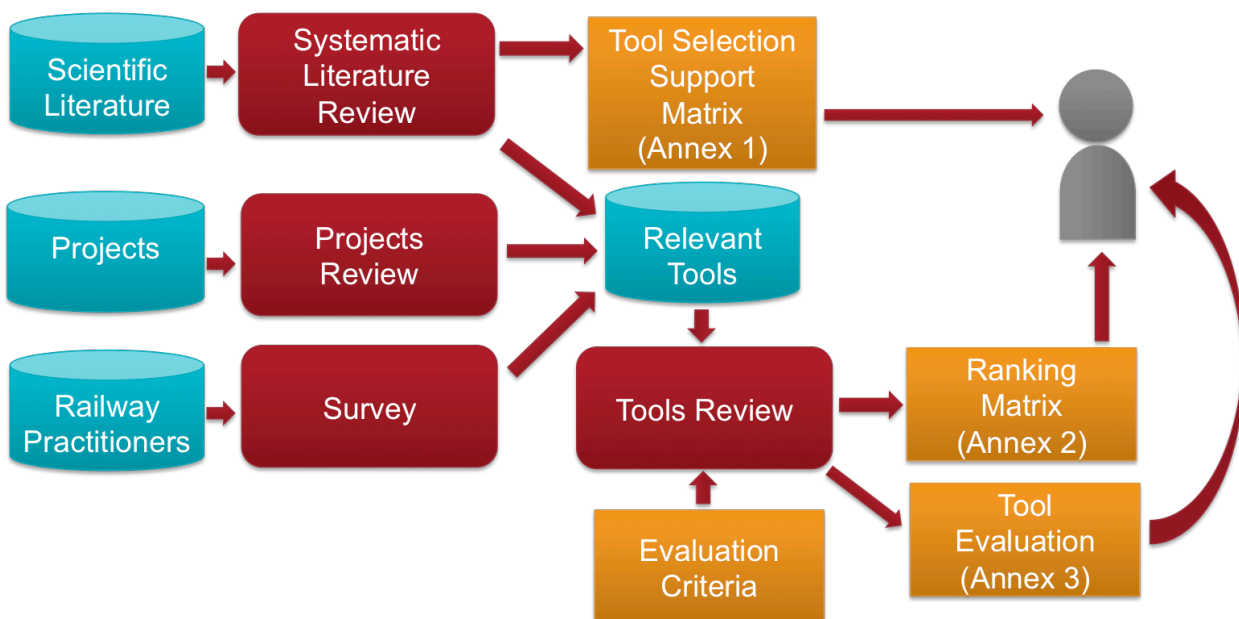 Scientific
Literature
Systematic
Literature
Review
Tool Selection
Support
Matrix
(Annex 1)
Projects
Projects
Review
Relevant
Tools
Railway
Practitioners
Survey
Tools Review
Ranking
Matrix
(Annex 2)
Evaluation
Criteria
Tool
Evaluation
(Annex 3)